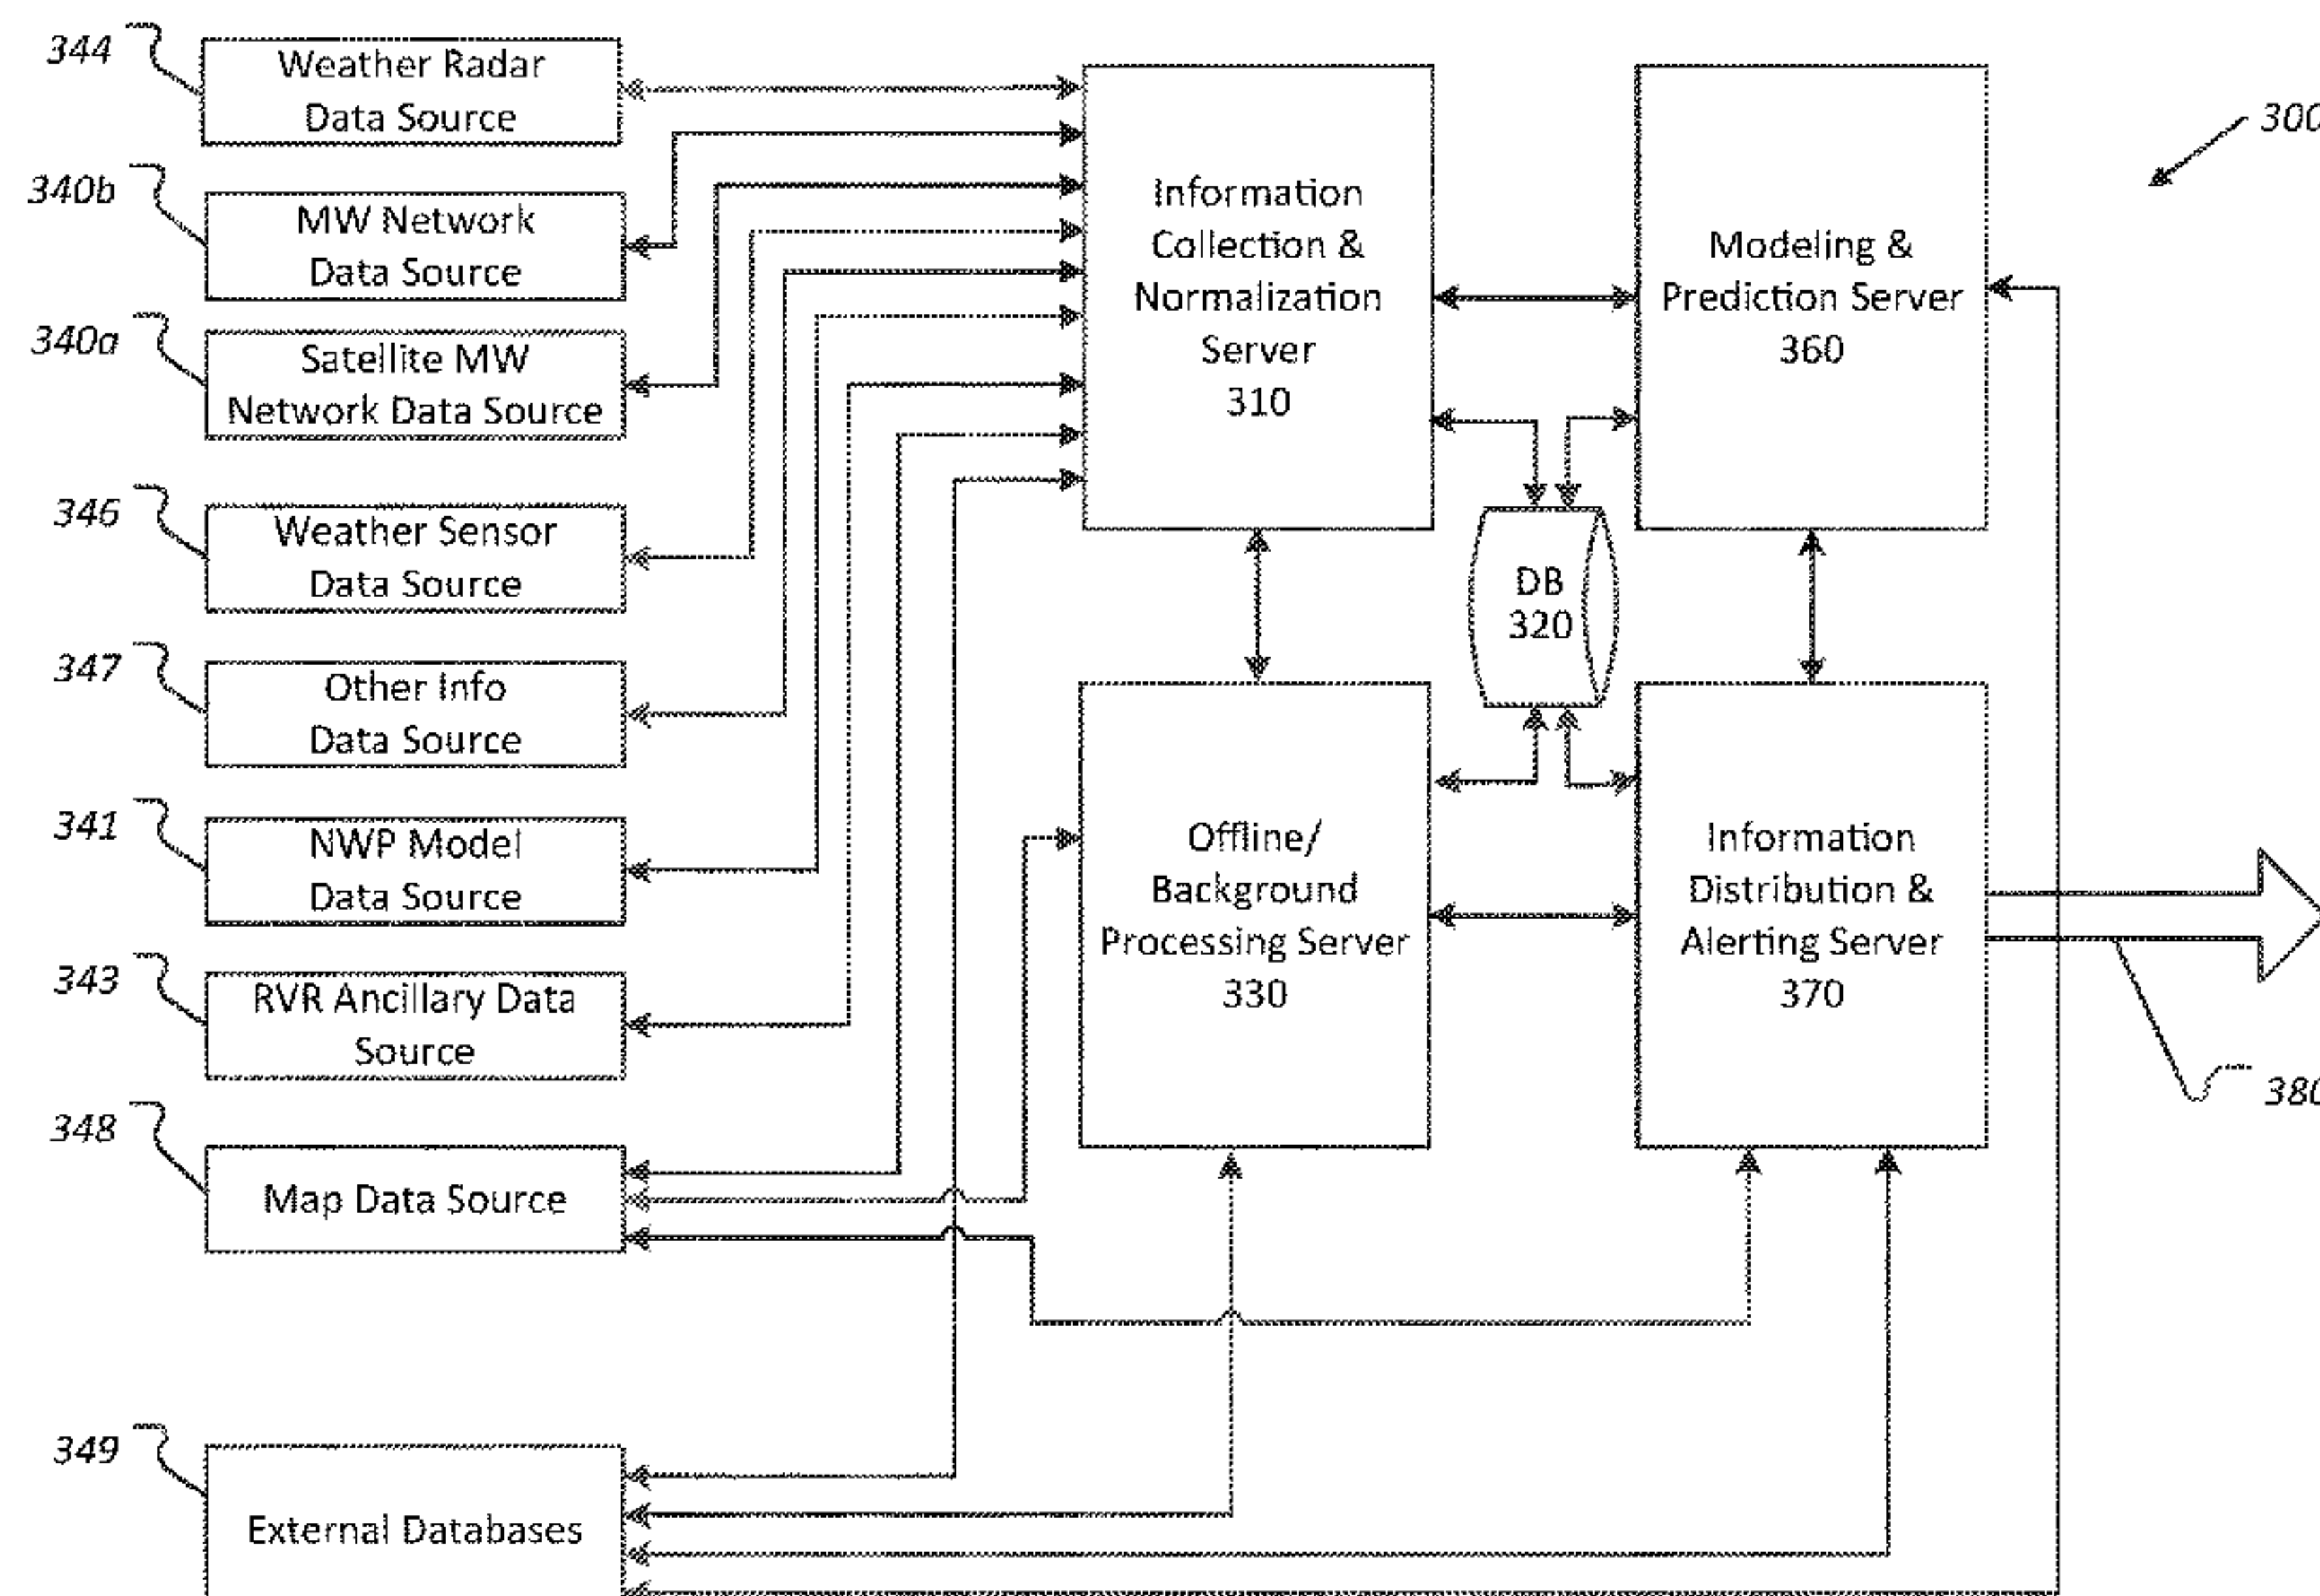 344
Weather Radar
Data Source
340b
MW Network
Data Source
340a
Satellite MW
Network Data Source
346
Weather Sensor
Data Source
347
Other Info
Data Source
341
NWP Model
Data Source
343
RVR Ancillary Data
Source
348
Map Data Source
349
External Databases
Information
Collection &
Normalization
Server
310
Modeling &
Prediction Server
360
300
DB
320
Offline/
Background
Processing Server
330
Information
Distribution &
Alerting Server
370
380